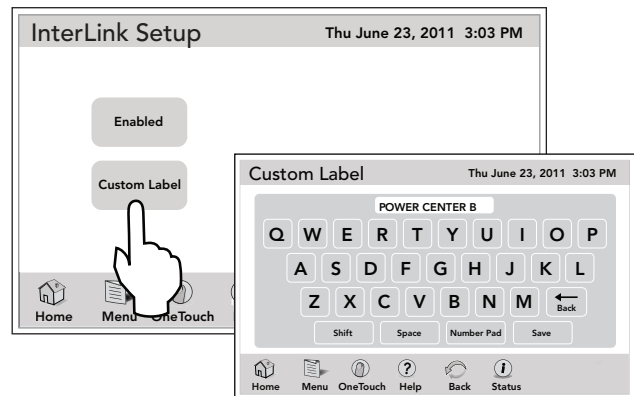 InterLink Setup Thu June 23, 2011 3:03 PM
Enabled
Custom Label
Home Menu OneTouch
Custom Label Thu June 23, 2011 3:03 PM
POWER CENTER B
Q W E R T Y U I O P
A S D F G H J K L
Z X C V B N M Back
Shift Space Number Pad Save
? i
Home Menu OneTouch Help Back Status